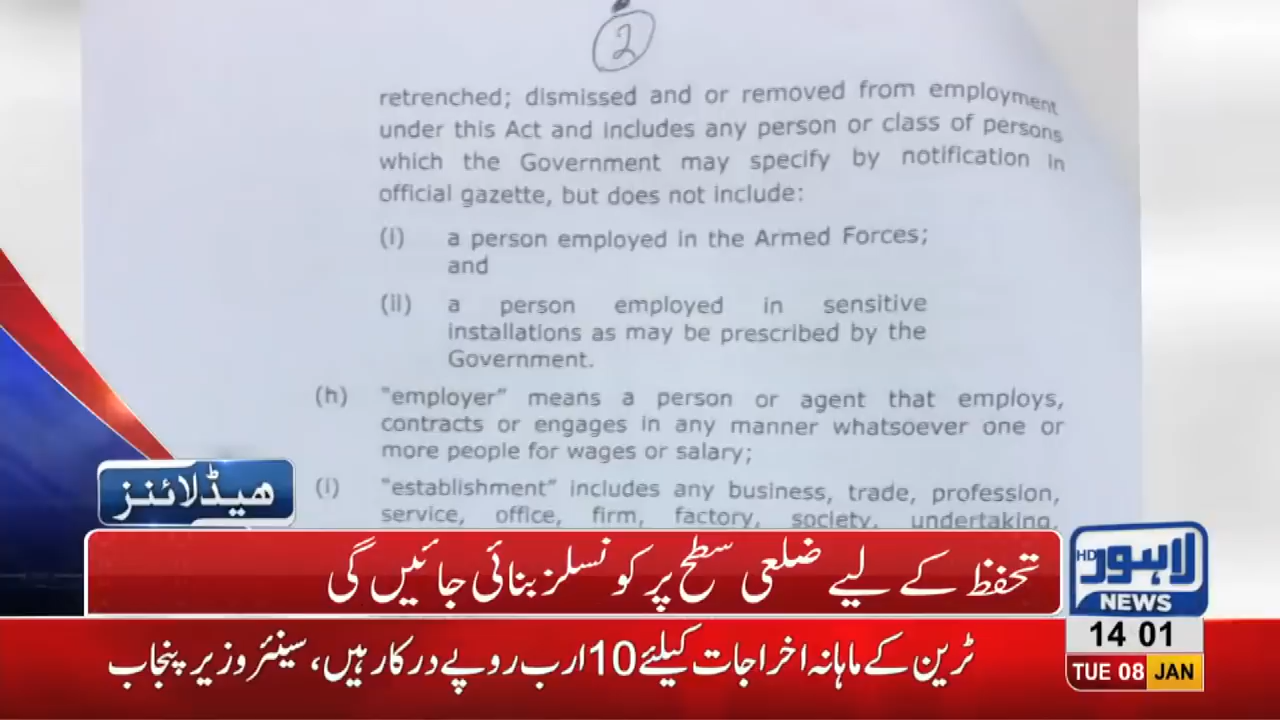 2
retrenched; dismissed and or removed from employment
under this Act and includes any person or class of persons
which the Government may specify by notification in
official gazette, but does not include:
(i) a person employed in the Armed Forces;
and
(ii) a person employed in sensitive
installations as may be prescribed by the
Government.
(h) "employer" means a person or agent that employs,
contracts or engages in any manner whatsoever one or
more people for wages or salary;
(i) "establishment" includes any business, trade, profession,
service, office, firm, factory, society, undertaking,
ھیڈلائنز
تحفظ کے لیے ضلعی سطح پر کونسلز بنائی جائیں گی
HD لاہور
NEWS
14 01
TUE 08 JAN
ٹرین کے ماہانہ اخراجات کیلئے 10 ارب روپے درکار ہیں، سینئر وزیر پنجاب